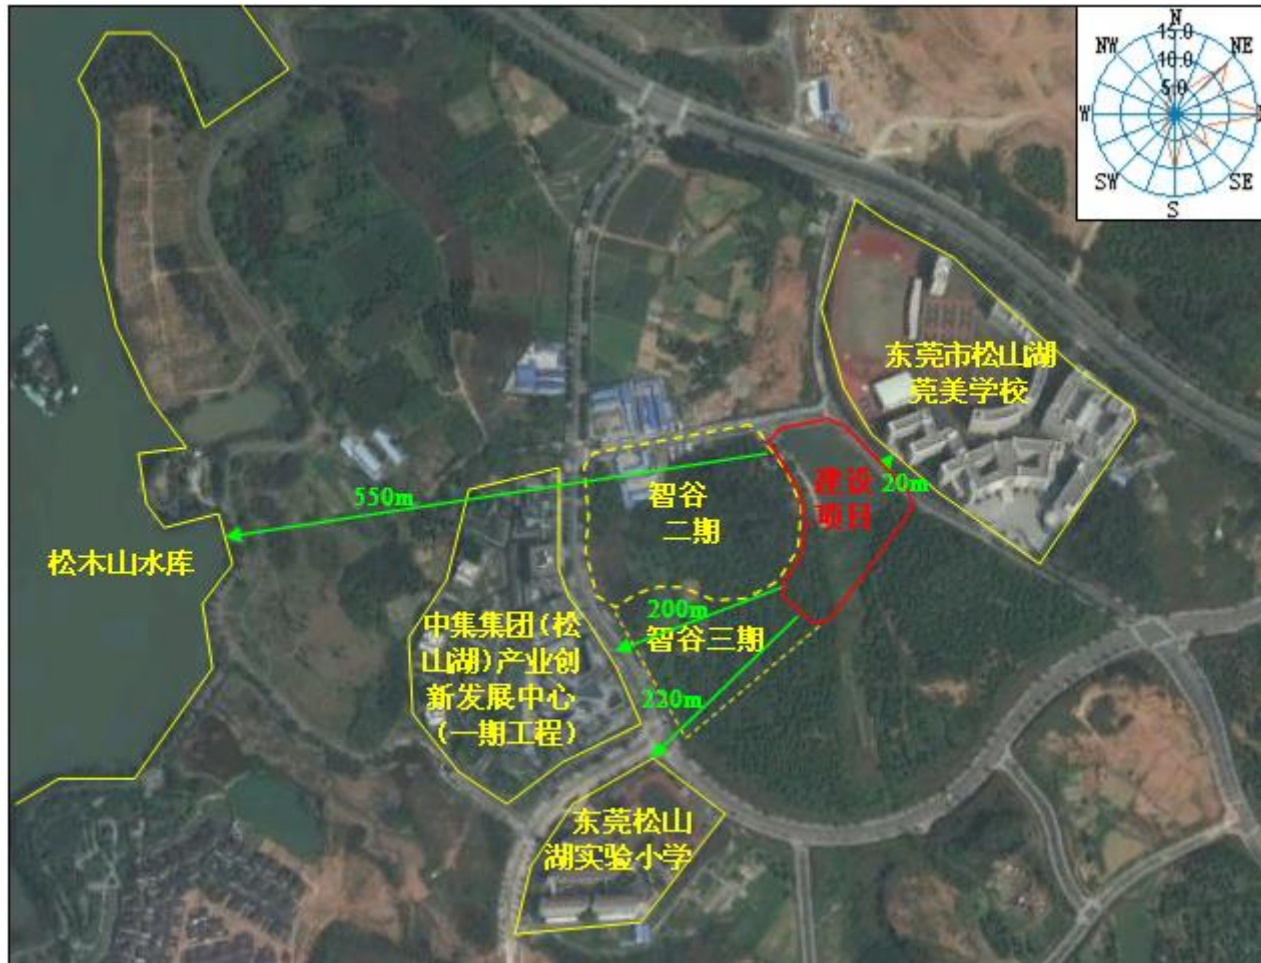 N
15.0
NW
NE
10.0
5.0
W
SW
SE
S
东莞市松山湖
莞美学校
建设
项目
20m
550m
智谷
二期
松木山水库
200m
智谷三期
中集集团(松
山湖)产业创
新发展中心
(一期工程)
220m
东莞松山
湖实验小学